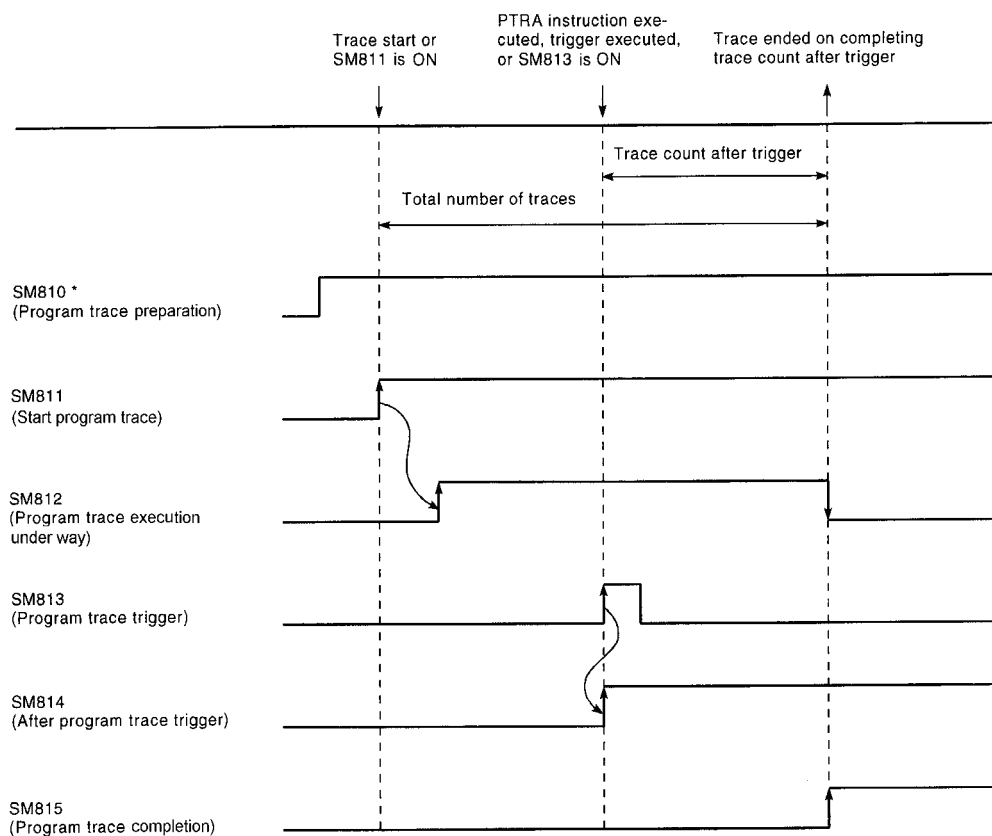 Trace start or
SM811 is ON
PTRA instruction exe-
cuted, trigger executed,
or SM813 is ON
Trace ended on completing
trace count after trigger
Trace count after trigger
Total number of traces
SM810 *
(Program trace preparation)
SM811
(Start program trace)
SM812
(Program trace execution
under way)
SM813
(Program trace trigger)
SM814
(After program trace trigger)
SM815
(Program trace completion)